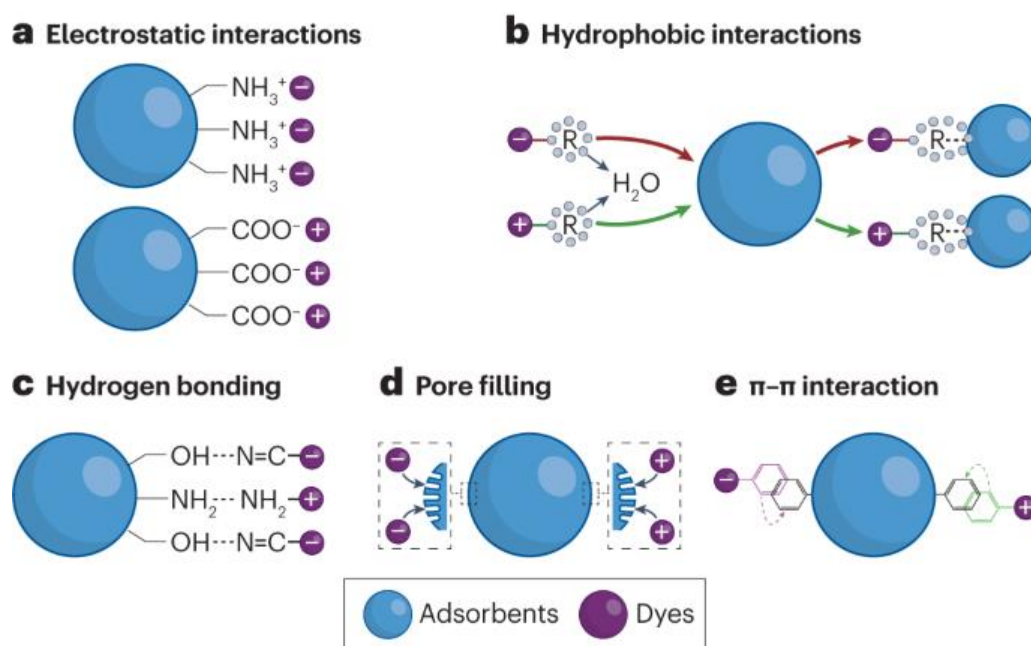 a Electrostatic interactions
NH₃⁺ −
NH₃⁺ −
NH₃⁺ −
COO⁻ +
COO⁻ +
COO⁻ +
b Hydrophobic interactions
− R
H₂O
+ R
− R
+ R
c Hydrogen bonding
OH---N=C −
NH₂---NH₂ +
OH---N=C −
d Pore filling
− +
− +
e π–π interaction
− +
Adsorbents Dyes